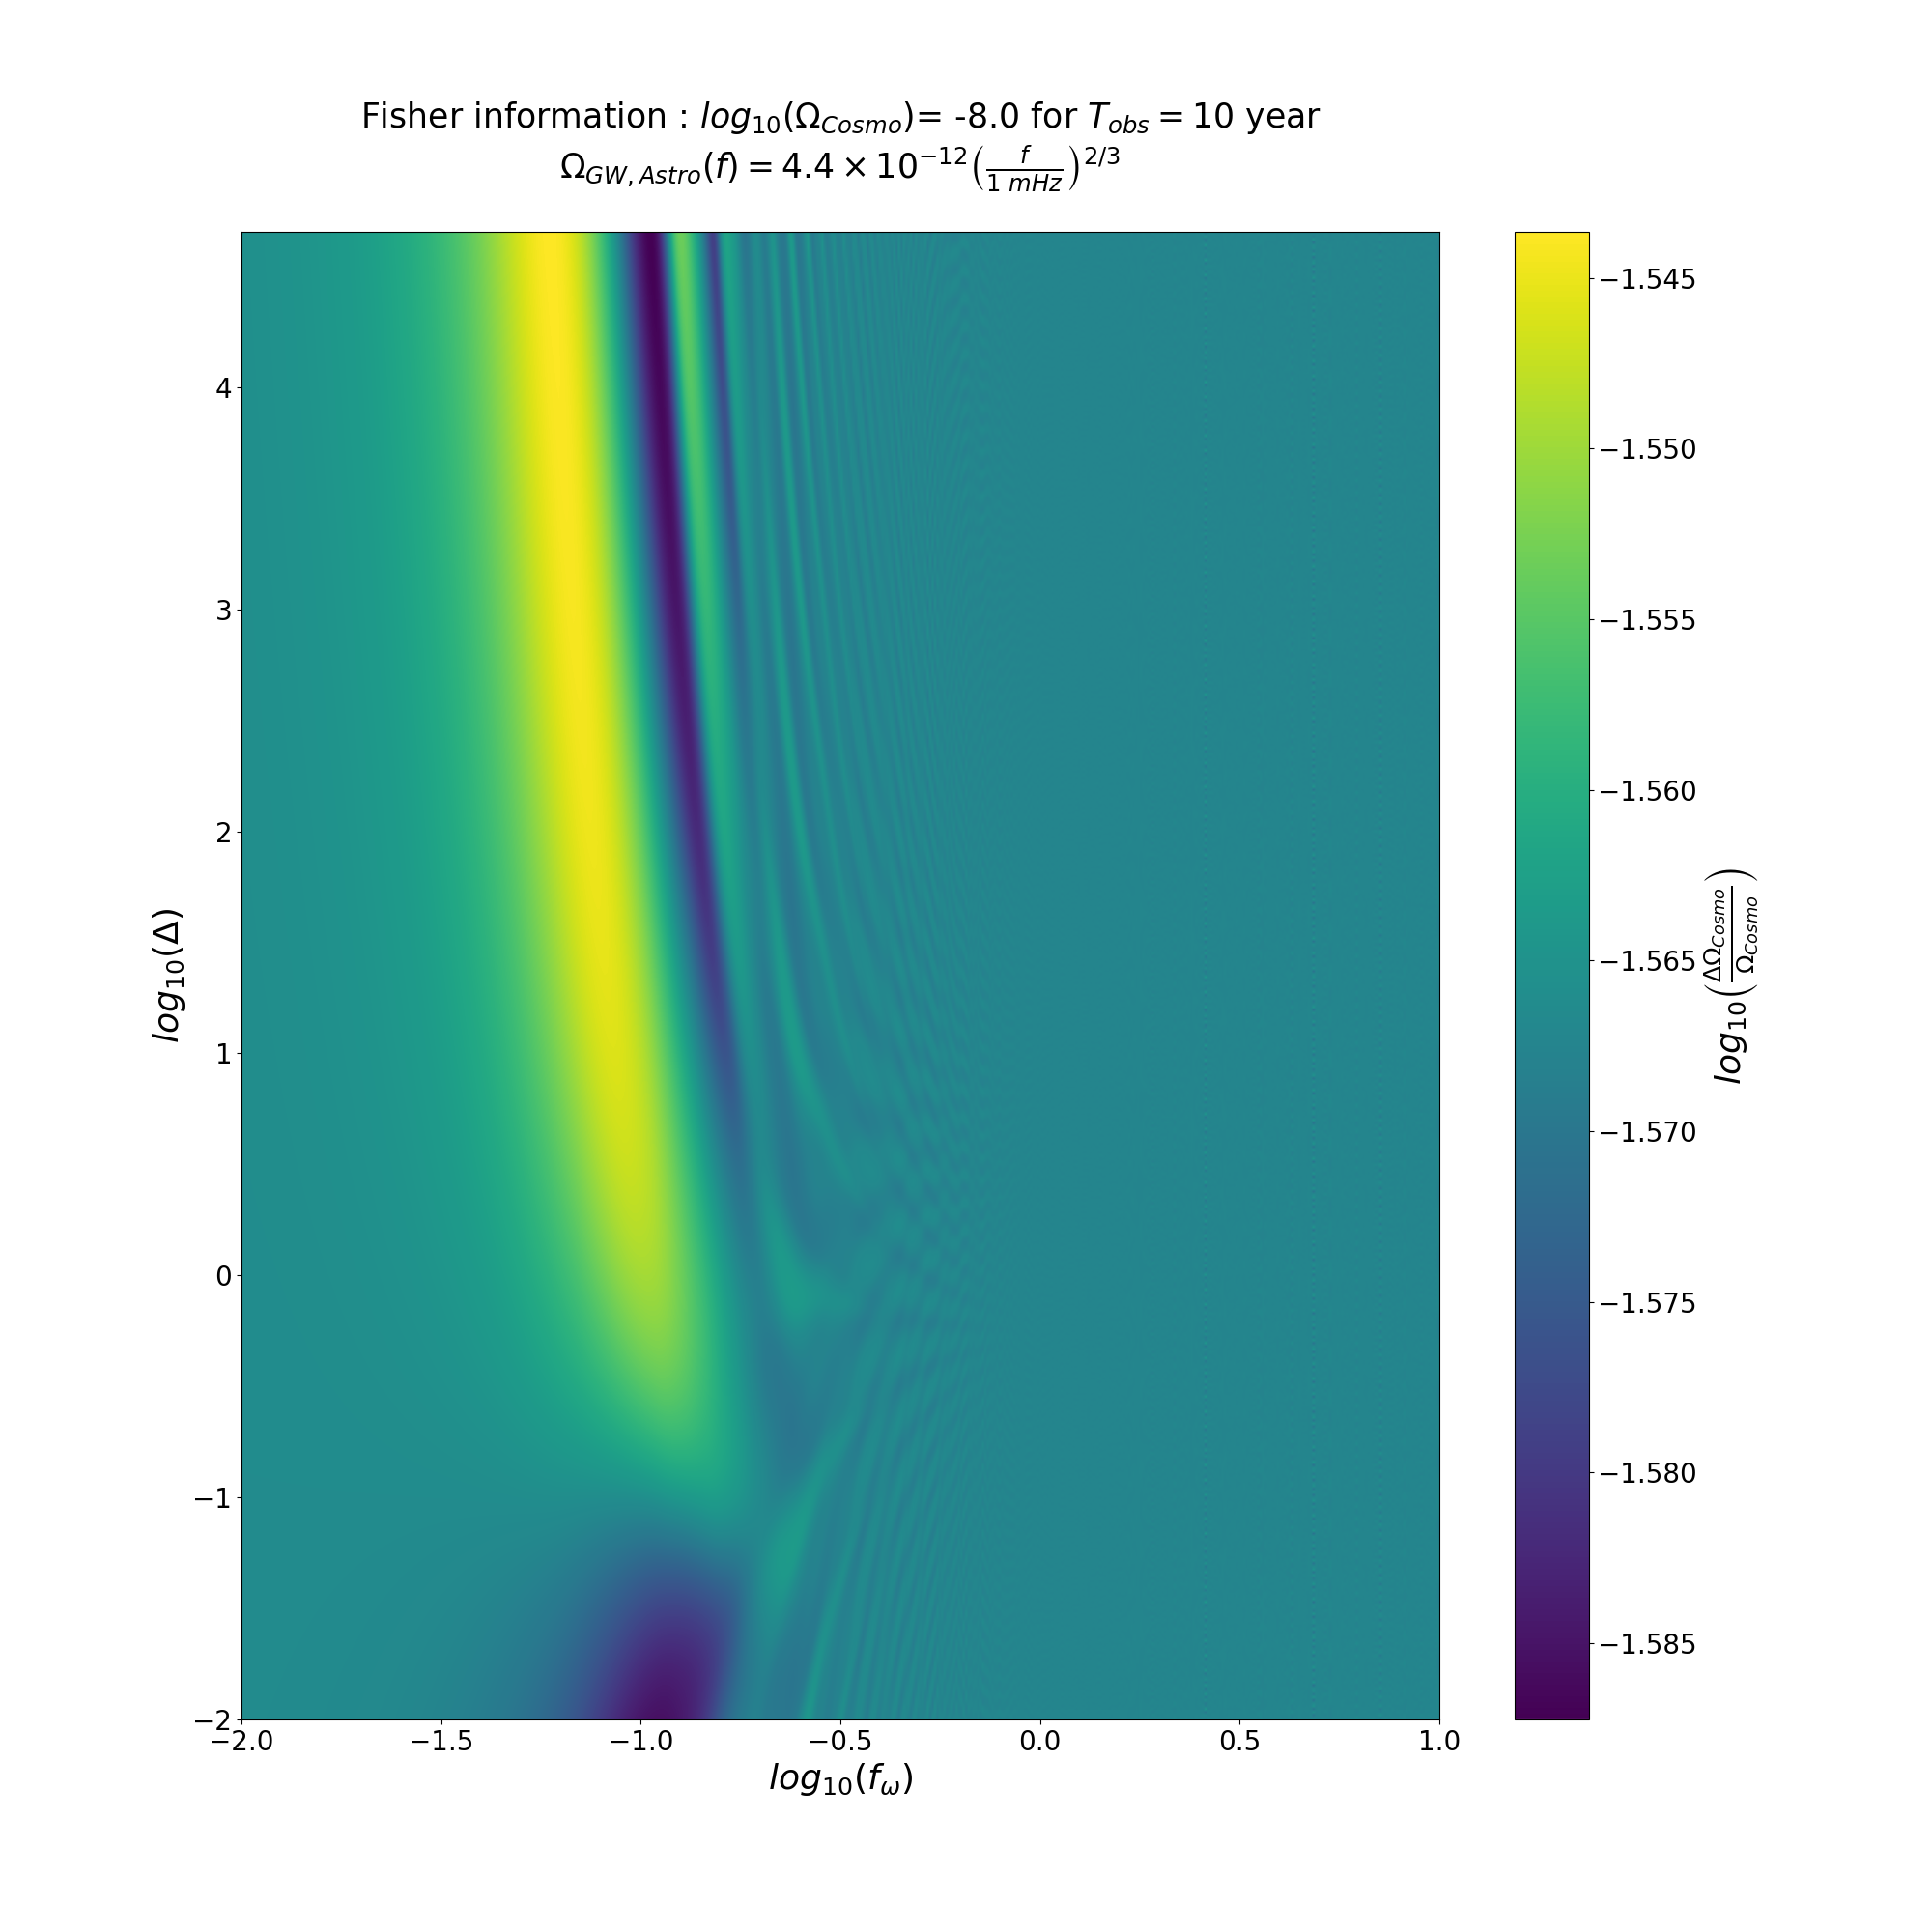 Fisher information : log₁₀(Ω_Cosmo)= -8.0 for T_obs = 10 year
Ω_GW,Astro(f) = 4.4 × 10⁻¹² (f / 1 mHz)^2/3
4
3
2
1
0
−1
−2
log₁₀(Δ)
−2.0 −1.5 −1.0 −0.5 0.0 0.5 1.0
log₁₀(f_ω)
−1.545
−1.550
−1.555
−1.560
−1.565
−1.570
−1.575
−1.580
−1.585
log₁₀(ΔΩ_Cosmo / Ω_Cosmo)